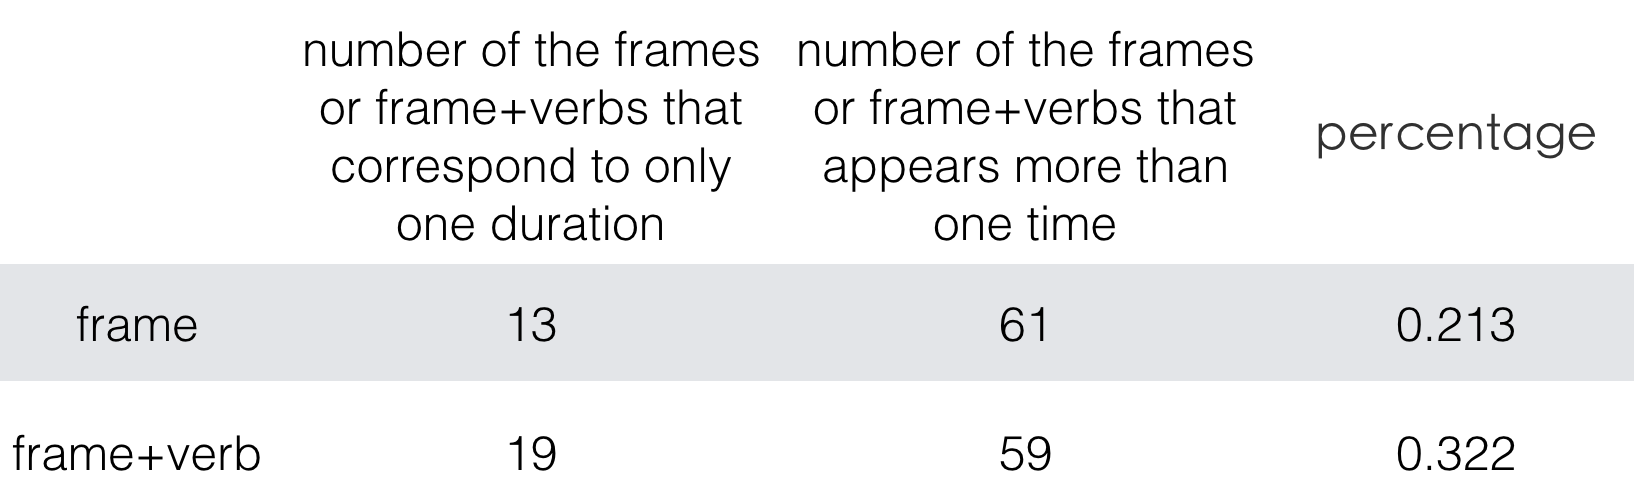 number of the frames or frame+verbs that correspond to only one duration
number of the frames or frame+verbs that appears more than one time
percentage
frame 13 61 0.213
frame+verb 19 59 0.322